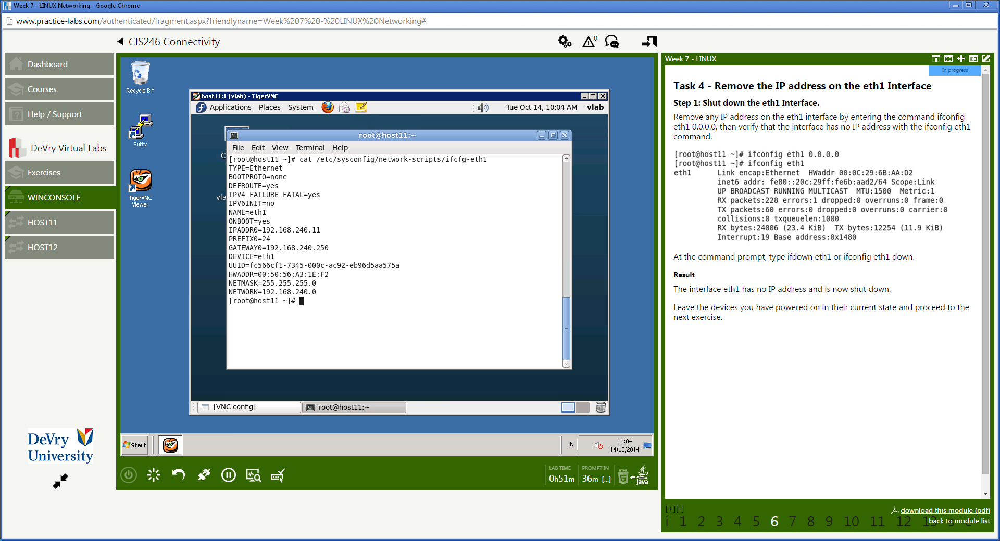 Week 7 - LINUX Networking - Google Chrome
www.practice-labs.com/authenticated/fragment.aspx?friendlyname=Week%207%20-%20LINUX%20Networking#
CIS246 Connectivity
0
Dashboard
Courses
Help / Support
DeVry Virtual Labs
Exercises
WINCONSOLE
HOST11
HOST12
DeVry
University
Recycle Bin
Putty
TigerVNC
Viewer
host11:1 (vlab) - TigerVNC
Applications Places System
Tue Oct 14, 10:04 AM vlab
C
vla
root@host11:~
File Edit View Terminal Help
[root@host11 ~]# cat /etc/sysconfig/network-scripts/ifcfg-eth1
TYPE=Ethernet
BOOTPROTO=none
DEFROUTE=yes
IPV4_FAILURE_FATAL=yes
IPV6INIT=no
NAME=eth1
ONBOOT=yes
IPADDR0=192.168.240.11
PREFIX0=24
GATEWAY0=192.168.240.250
DEVICE=eth1
UUID=fc566cf1-7345-000c-ac92-eb96d5aa575a
HWADDR=00:50:56:A3:1E:F2
NETMASK=255.255.255.0
NETWORK=192.168.240.0
[root@host11 ~]#
[VNC config]
root@host11:~
Start
EN
11:04
14/10/2014
LAB TIME
0h51m
PROMPT IN
36m [...]
HTML
5
Java
Week 7 - LINUX
In progress
Task 4 - Remove the IP address on the eth1 Interface
Step 1: Shut down the eth1 Interface.
Remove any IP address on the eth1 interface by entering the command ifconfig
eth1 0.0.0.0, then verify that the interface has no IP address with the ifconfig eth1
command.
[root@host11 ~]# ifconfig eth1 0.0.0.0
[root@host11 ~]# ifconfig eth1
eth1 Link encap:Ethernet HWaddr 00:0C:29:6B:AA:D2
inet6 addr: fe80::20c:29ff:fe6b:aad2/64 Scope:Link
UP BROADCAST RUNNING MULTICAST MTU:1500 Metric:1
RX packets:228 errors:1 dropped:0 overruns:0 frame:0
TX packets:60 errors:0 dropped:0 overruns:0 carrier:0
collisions:0 txqueuelen:1000
RX bytes:24006 (23.4 KiB) TX bytes:12254 (11.9 KiB)
Interrupt:19 Base address:0x1480
At the command prompt, type ifdown eth1 or ifconfig eth1 down.
Result
The interface eth1 has no IP address and is now shut down.
Leave the devices you have powered on in their current state and proceed to the
next exercise.
[+][-]
download this module (pdf)
i 1 2 3 4 5 6 7 8 9 10 11 12 13
back to module list